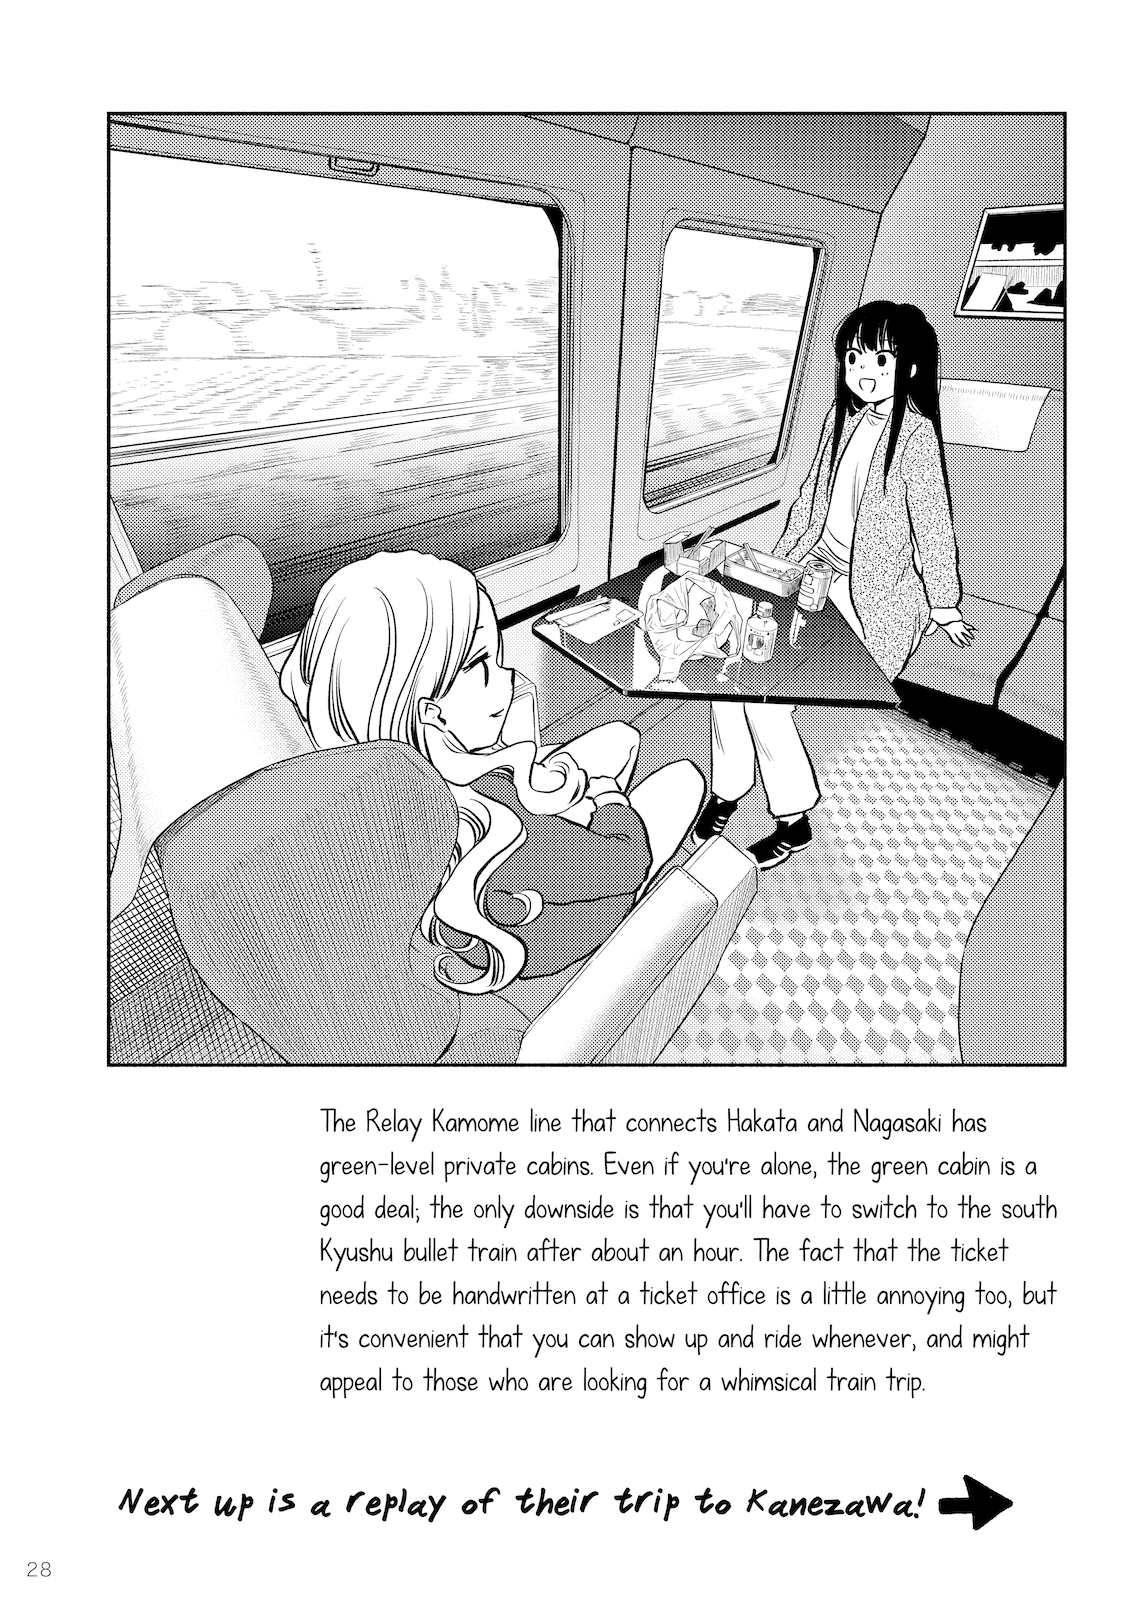 The Relay Kamome line that connects Hakata and Nagasaki has
green-level private cabins. Even if you're alone, the green cabin is a
good deal; the only downside is that you'll have to switch to the south
Kyushu bullet train after about an hour. The fact that the ticket
needs to be handwritten at a ticket office is a little annoying too, but
it's convenient that you can show up and ride whenever, and might
appeal to those who are looking for a whimsical train trip.
Next up is a replay of their trip to Kanezawa!
28